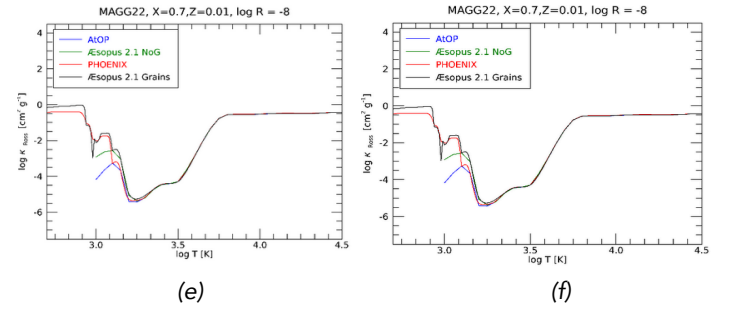 MAGG22, X=0.7,Z=0.01, log R = -8
4
2
0
-2
-4
-6
log κ Ross [cm² g⁻¹]
AtOP
Æsopus 2.1 NoG
PHOENIX
Æsopus 2.1 Grains
3.0 3.5 4.0 4.5
log T [K]
(e)
MAGG22, X=0.7,Z=0.01, log R = -8
4
2
0
-2
-4
-6
log κ Ross [cm² g⁻¹]
AtOP
Æsopus 2.1 NoG
PHOENIX
Æsopus 2.1 Grains
3.0 3.5 4.0 4.5
log T [K]
(f)